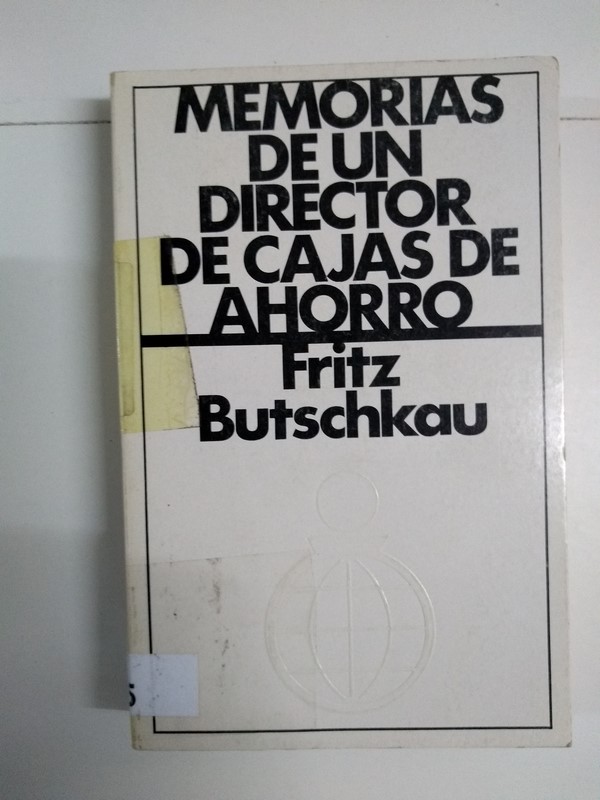 MEMORIAS
DE UN
DIRECTOR
DE CAJAS DE
AHORRO
Fritz
Butschkau